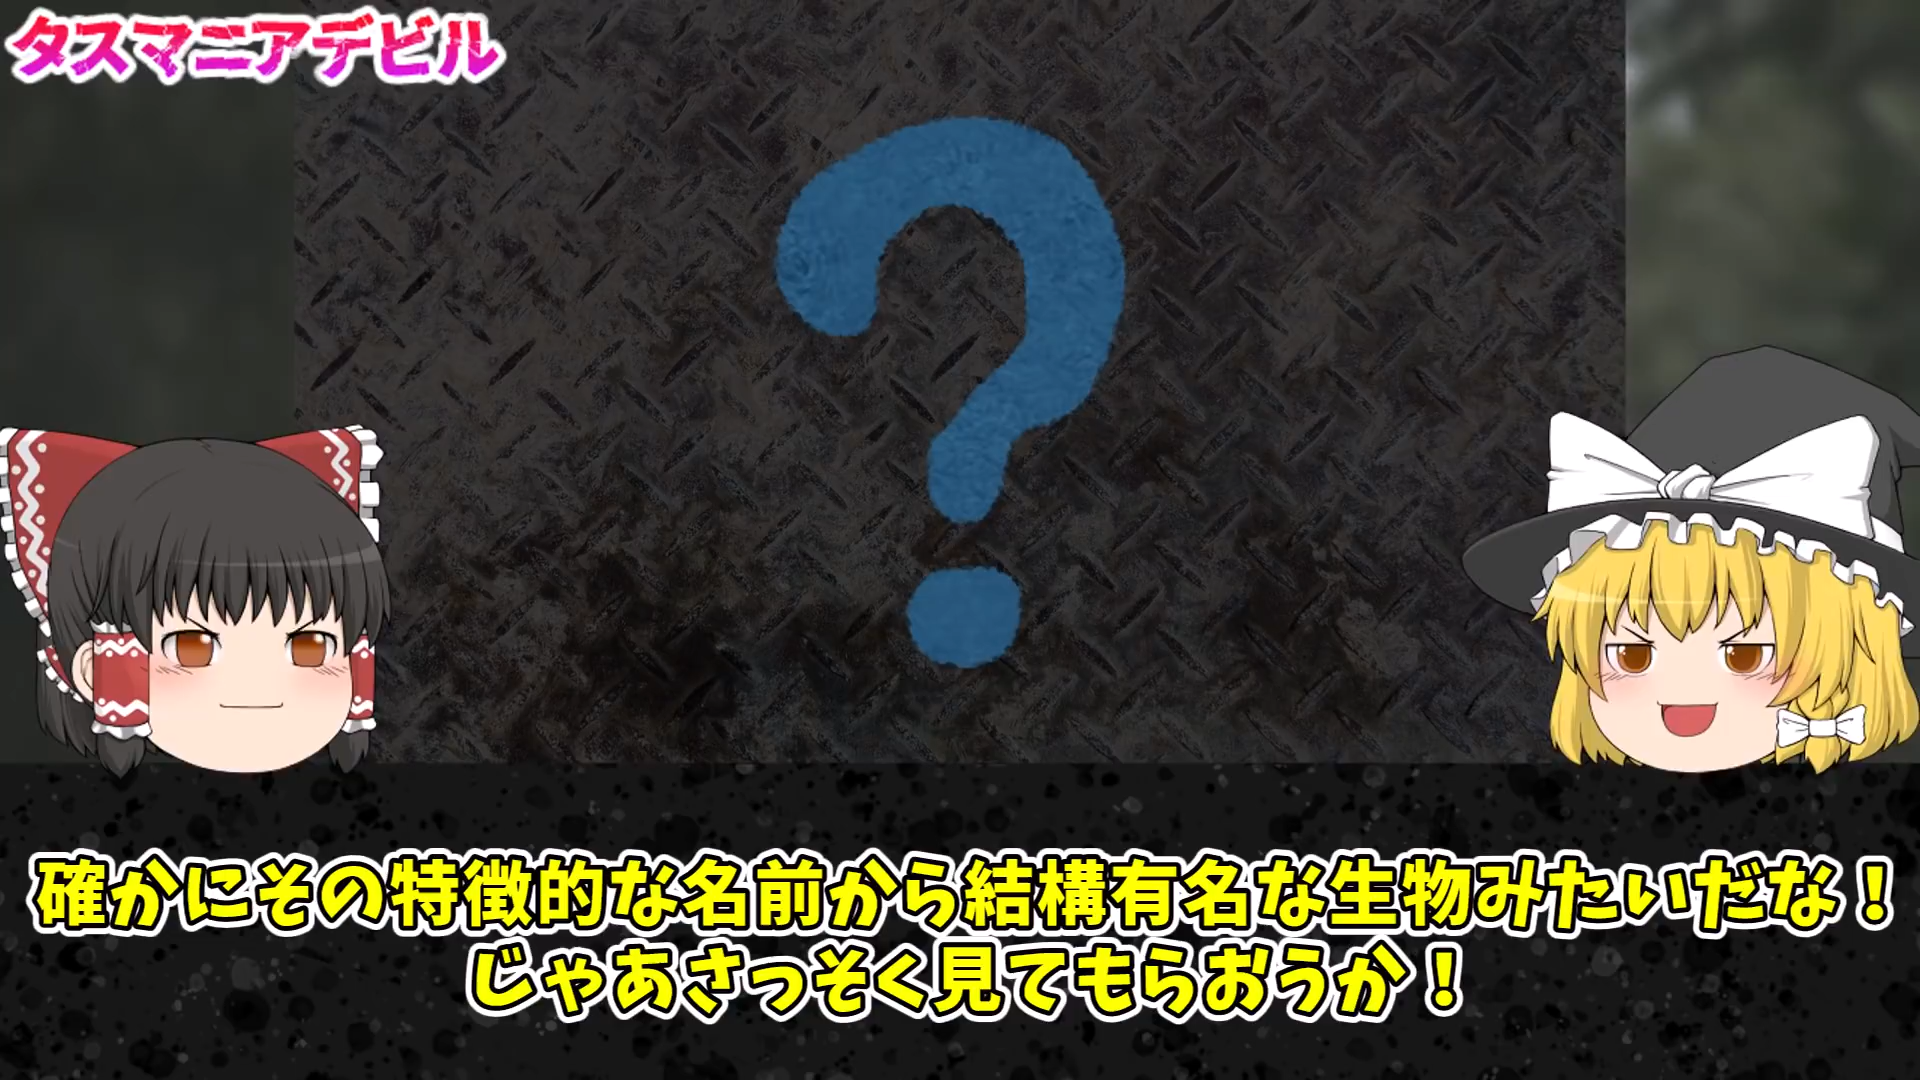 タスマニアデビル
確かにその特徴的な名前から結構有名な生物みたいだな！
じゃあさっそく見てもらおうか！